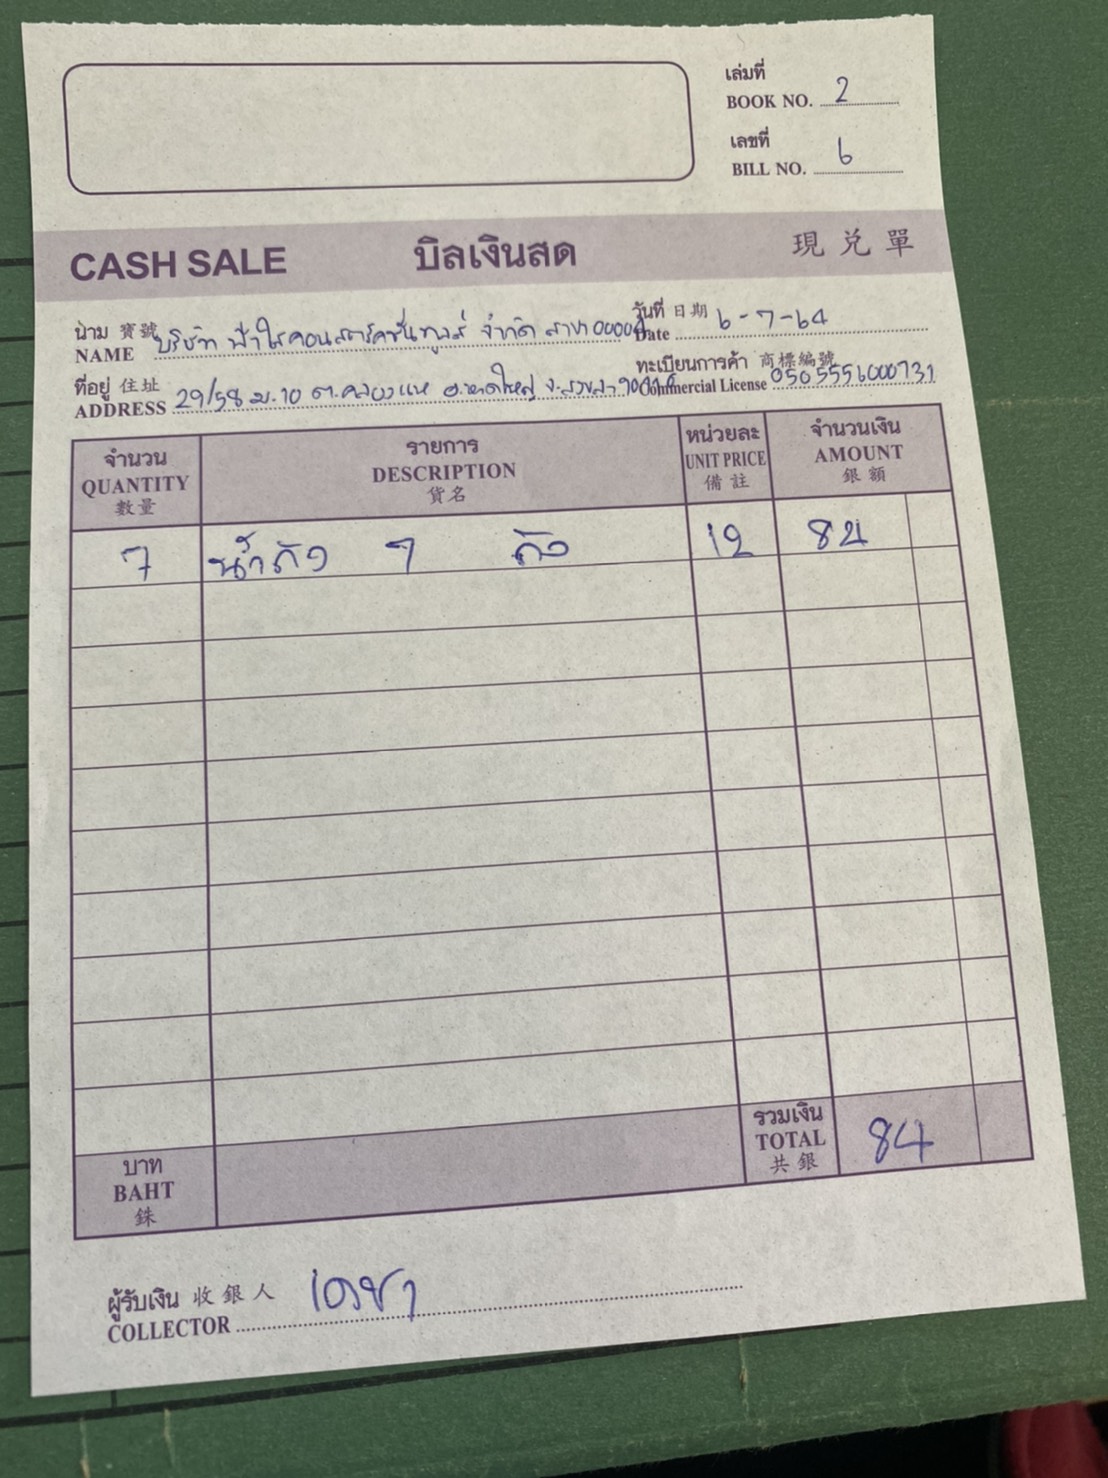 เล่มที่
BOOK NO. 2
เลขที่
BILL NO. 6
CASH SALE บิลเงินสด 現兌單
นาม 寶號 วันที่ 日期
NAME บริษัท ฟ้าใสคอนสตรัคชั่นทูลส์ จำกัด สาขา 00004 Date 6-7-64
ที่อยู่ 住址 ทะเบียนการค้า 商標編號
ADDRESS 29/58 ม.10 ต.คลองแห อ.หาดใหญ่ จ.สงขลา Commercial License 0505556000731
จำนวน รายการ หน่วยละ จำนวนเงิน
QUANTITY DESCRIPTION UNIT PRICE AMOUNT
數量 貨名 備註 銀額
7 น้ำถัง 7 ถัง 12 84
บาท รวมเงิน
BAHT TOTAL 84
銖 共銀
ผู้รับเงิน 收銀人 เดชา
COLLECTOR